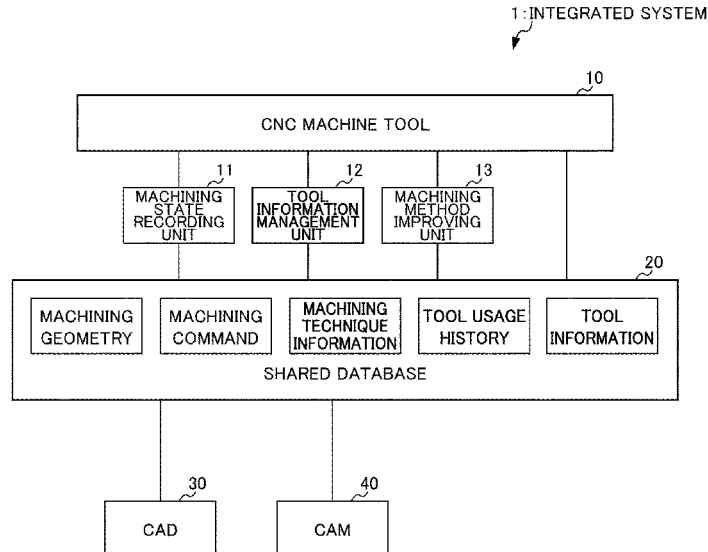 1:INTEGRATED SYSTEM
10
CNC MACHINE TOOL
11
12
13
MACHINING
STATE
RECORDING
UNIT
TOOL
INFORMATION
MANAGEMENT
UNIT
MACHINING
METHOD
IMPROVING
UNIT
20
MACHINING
GEOMETRY
MACHINING
COMMAND
MACHINING
TECHNIQUE
INFORMATION
TOOL USAGE
HISTORY
TOOL
INFORMATION
SHARED DATABASE
30
40
CAD
CAM